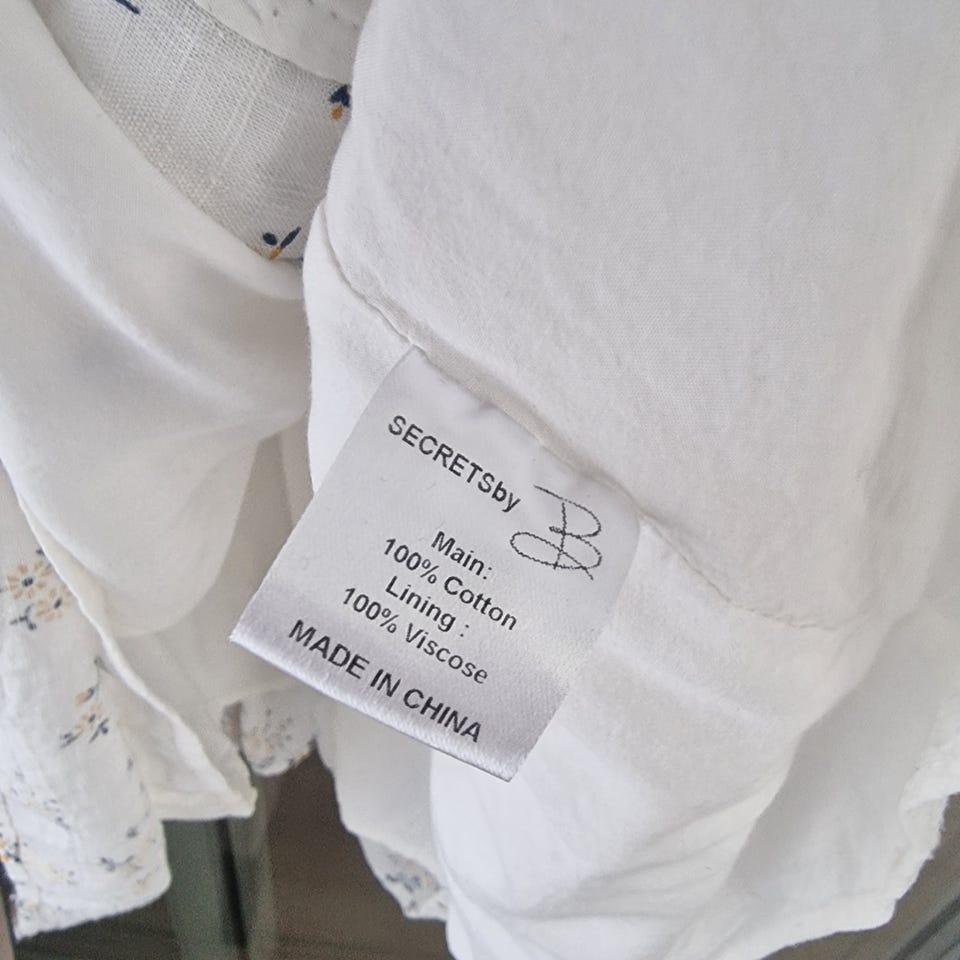 SECRETSby B
Main:
100% Cotton
Lining :
100% Viscose
MADE IN CHINA